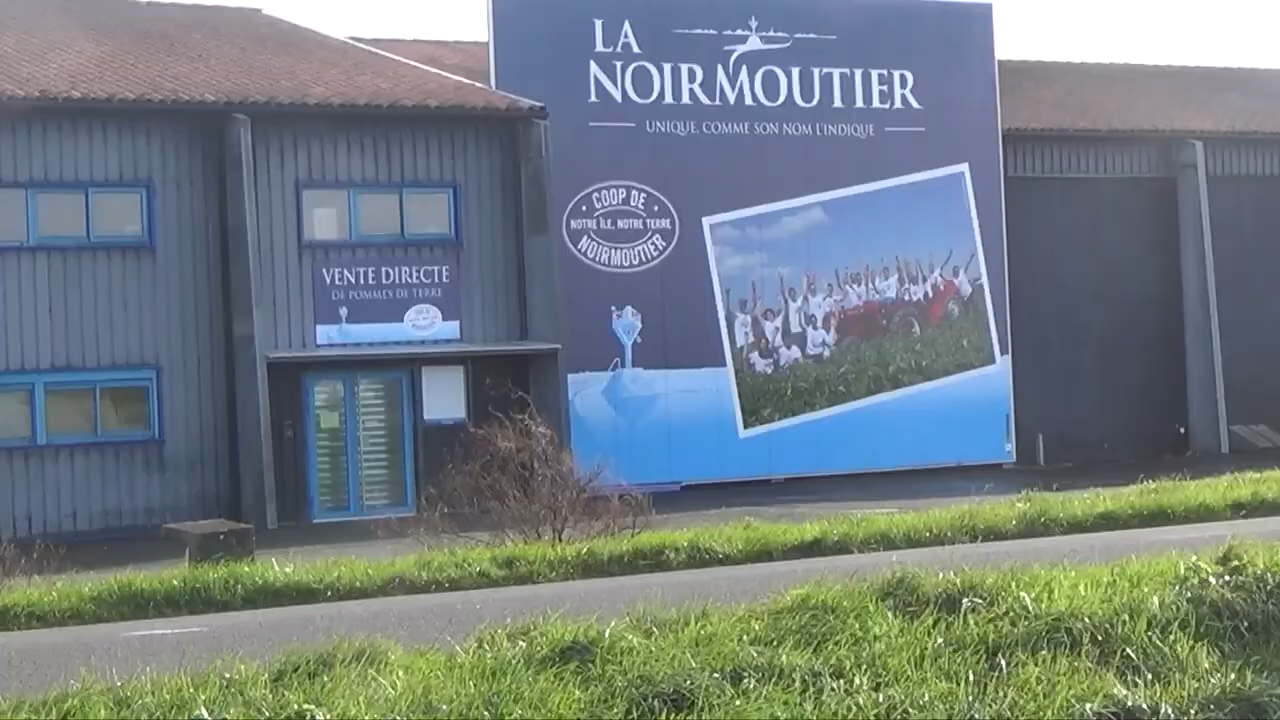 LA
NOIRMOUTIER
UNIQUE. COMME SON NOM L'INDIQUE
COOP DE
NOTRE ÎLE, NOTRE TERRE
NOIRMOUTIER
VENTE DIRECTE
DE POMMES DE TERRE